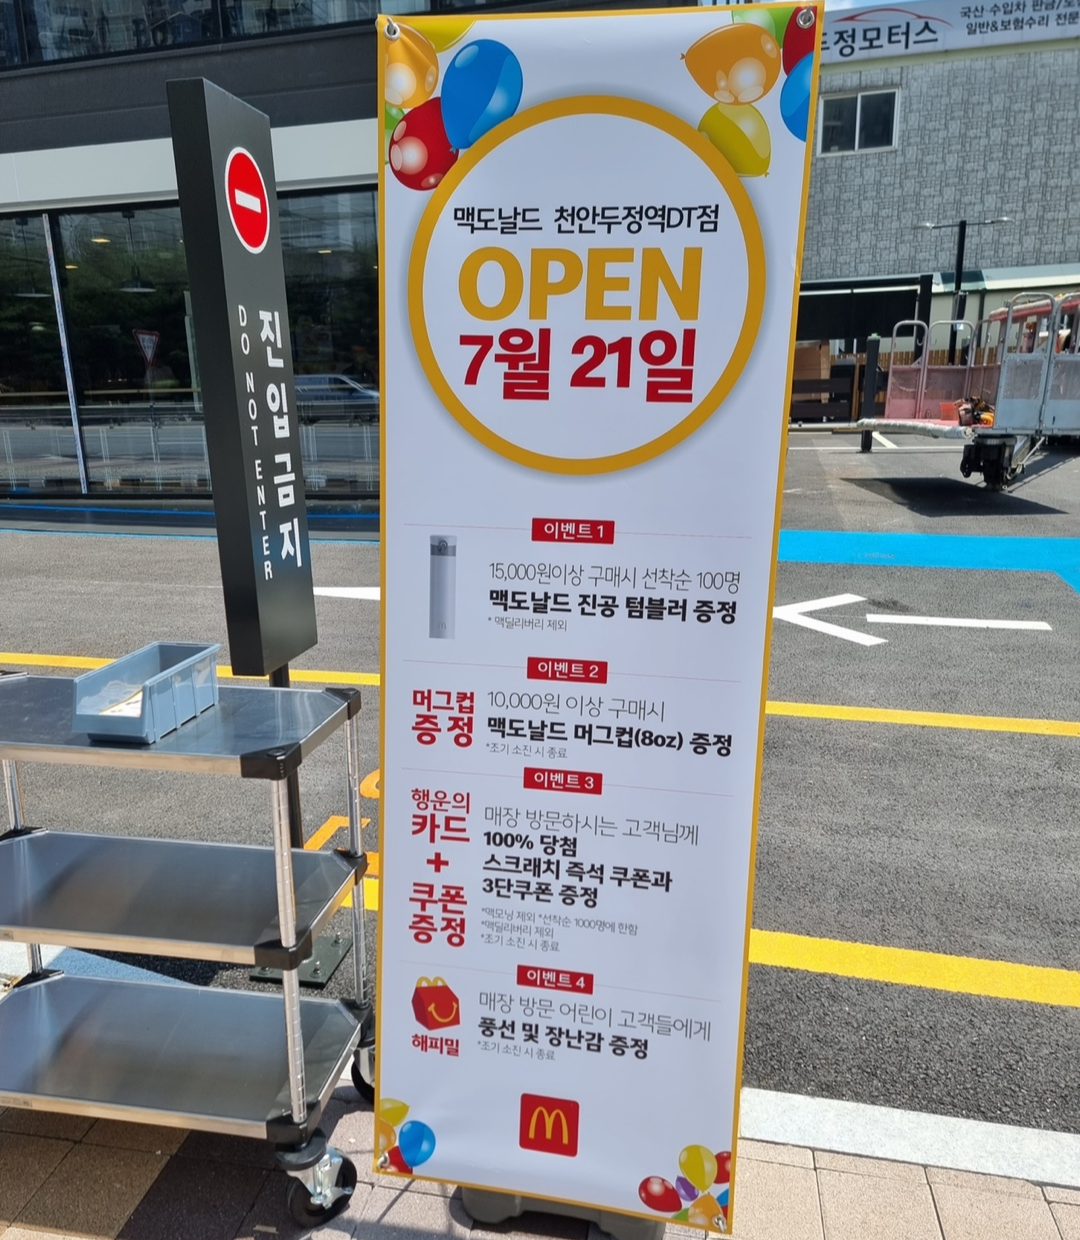 국산·수입차 판금/도
일반&보험수리 전문
두정모터스
진입금지
DO NOT ENTER
맥도날드 천안두정역DT점
OPEN
7월 21일
이벤트 1
15,000원이상 구매시 선착순 100명
맥도날드 진공 텀블러 증정
* 맥딜리버리 제외
이벤트 2
머그컵
증정
10,000원 이상 구매시
맥도날드 머그컵(8oz) 증정
*조기 소진 시 종료
이벤트 3
행운의
카드
+
쿠폰
증정
매장 방문하시는 고객님께
100% 당첨
스크래치 즉석 쿠폰과
3단쿠폰 증정
*맥모닝 제외 *선착순 1000명에 한함
*맥딜리버리 제외
*조기 소진 시 종료
이벤트 4
해피밀
매장 방문 어린이 고객들에게
풍선 및 장난감 증정
*조기 소진 시 종료